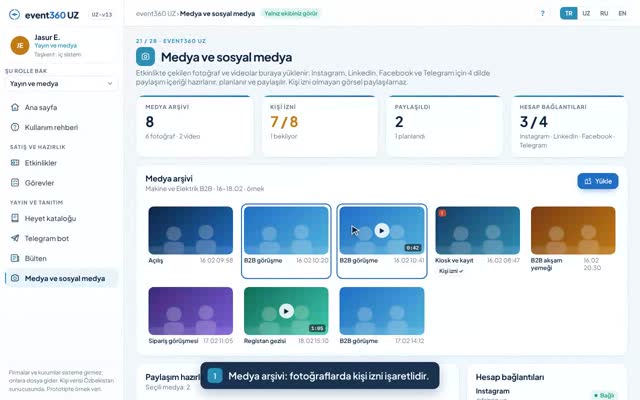 event360 UZ
UZ-v13
event360 UZ › Medya ve sosyal medya
Yalnız ekibiniz görür
?
TR
UZ
RU
EN
JE
Jasur E.
Yayın ve medya
Taşkent · iç sistem
ŞU ROLLE BAK
Yayın ve medya
Ana sayfa
Kullanım rehberi
SATIŞ VE HAZIRLIK
Etkinlikler
Görevler
YAYIN VE TANITIM
Heyet kataloğu
Telegram bot
Bülten
Medya ve sosyal medya
Firmalar ve kurumlar sisteme girmez;
onlara dosya gider. Kişi verisi Özbekistan
sunucusunda. Prototipte örnek veri.
21 / 28 · EVENT360 UZ
Medya ve sosyal medya
Etkinlikte çekilen fotoğraf ve videolar buraya yüklenir; Instagram, LinkedIn, Facebook ve Telegram için 4 dilde
paylaşım içeriği hazırlanır, planlanır ve paylaşılır. Kişi izni olmayan görsel paylaşılamaz.
MEDYA ARŞİVİ
8
6 fotoğraf · 2 video
KİŞİ İZNİ
7 / 8
1 bekliyor
PAYLAŞILDI
2
1 planlandı
HESAP BAĞLANTILARI
3 / 4
Instagram · LinkedIn · Facebook ·
Telegram
Medya arşivi
Makine ve Elektrik B2B · 16–18.02 · örnek
Yükle
Açılış
16.02 09:58
B2B görüşme
16.02 10:20
0:42
B2B görüşme
16.02 10:41
!
Kiosk ve kayıt
16.02 08:47
Kişi izni ✓
B2B akşam
yemeği
16.02
20:30
Sipariş görüşmesi
17.02 11:05
1:05
Registan gezisi
18.02 15:10
B2B görüşme
17.02 14:12
Paylaşım hazırl
Seçili medya: 2
1
Medya arşivi: fotoğraflarda kişi izni işaretlidir.
Hesap bağlantıları
Instagram
Bağlı